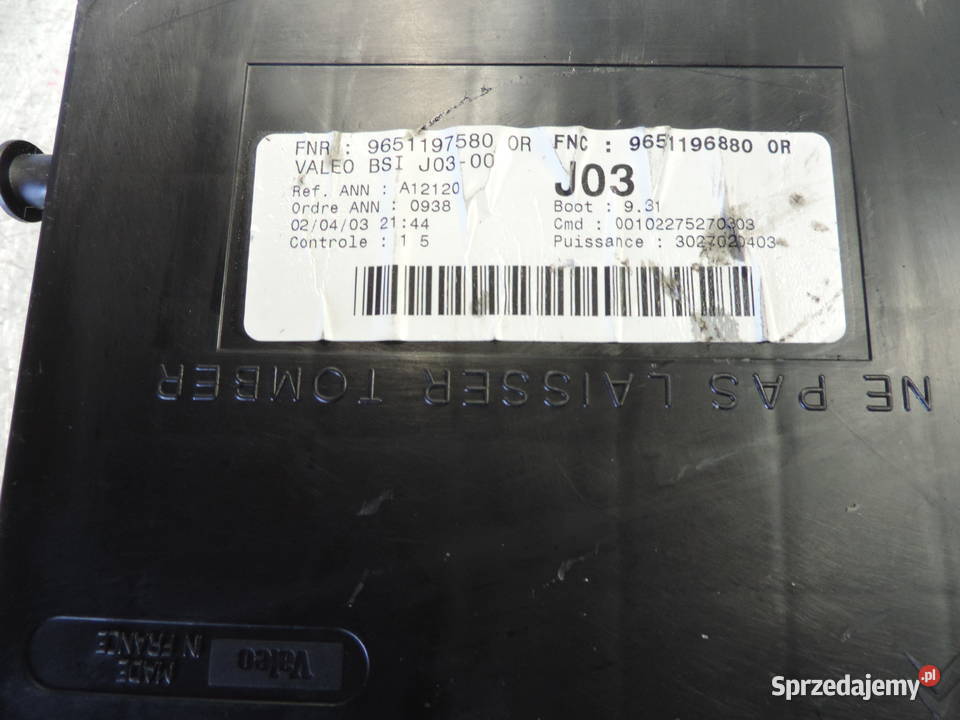 FNR : 9651197580 0R FNC : 9651196880 0R
VALEO BSI J03-00
J03
Ref. ANN : A12120
Ordre ANN : 0938
Boot : 9.31
02/04/03 21:44
Cmd : 00102275270303
Controle : 1 5
Puissance : 3027020403
NE PAS LAISSER TOMBER
Valeo
MADE
IN FRANCE
Sprzedajemy.pl